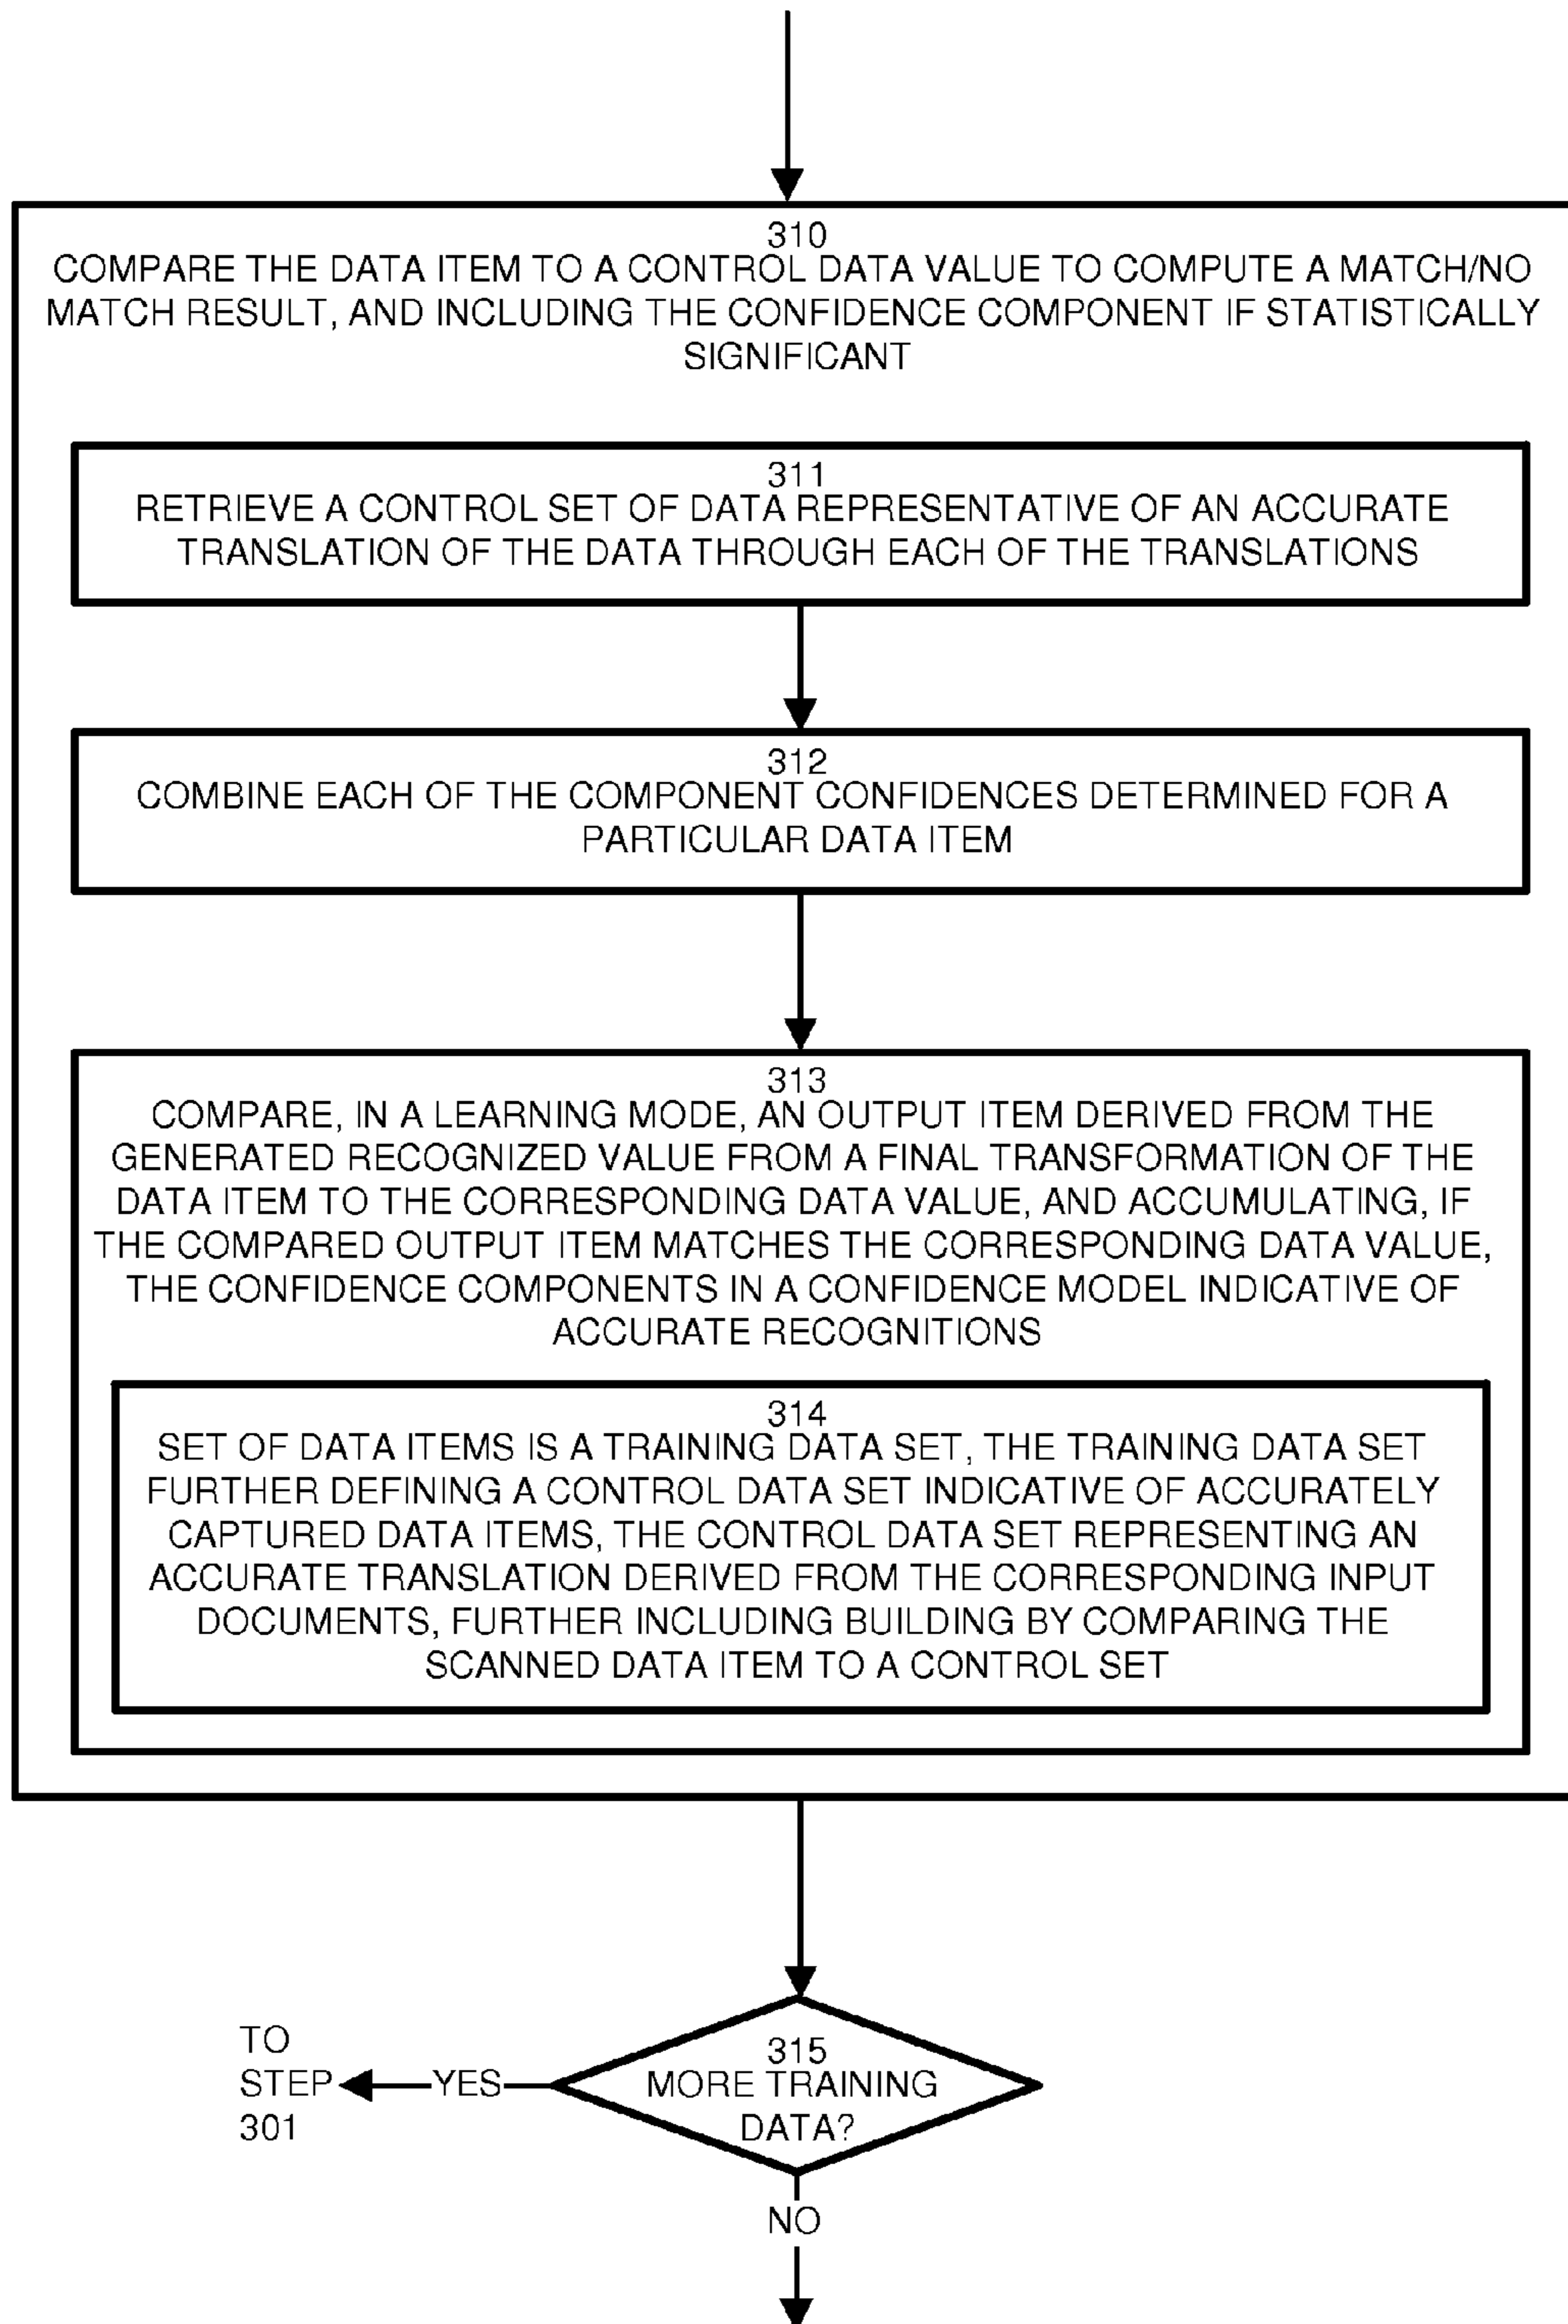 310
COMPARE THE DATA ITEM TO A CONTROL DATA VALUE TO COMPUTE A MATCH/NO
MATCH RESULT, AND INCLUDING THE CONFIDENCE COMPONENT IF STATISTICALLY
SIGNIFICANT
311
RETRIEVE A CONTROL SET OF DATA REPRESENTATIVE OF AN ACCURATE
TRANSLATION OF THE DATA THROUGH EACH OF THE TRANSLATIONS
312
COMBINE EACH OF THE COMPONENT CONFIDENCES DETERMINED FOR A
PARTICULAR DATA ITEM
313
COMPARE, IN A LEARNING MODE, AN OUTPUT ITEM DERIVED FROM THE
GENERATED RECOGNIZED VALUE FROM A FINAL TRANSFORMATION OF THE
DATA ITEM TO THE CORRESPONDING DATA VALUE, AND ACCUMULATING, IF
THE COMPARED OUTPUT ITEM MATCHES THE CORRESPONDING DATA VALUE,
THE CONFIDENCE COMPONENTS IN A CONFIDENCE MODEL INDICATIVE OF
ACCURATE RECOGNITIONS
314
SET OF DATA ITEMS IS A TRAINING DATA SET, THE TRAINING DATA SET
FURTHER DEFINING A CONTROL DATA SET INDICATIVE OF ACCURATELY
CAPTURED DATA ITEMS, THE CONTROL DATA SET REPRESENTING AN
ACCURATE TRANSLATION DERIVED FROM THE CORRESPONDING INPUT
DOCUMENTS, FURTHER INCLUDING BUILDING BY COMPARING THE
SCANNED DATA ITEM TO A CONTROL SET
315
MORE TRAINING
DATA?
YES
TO
STEP
301
NO